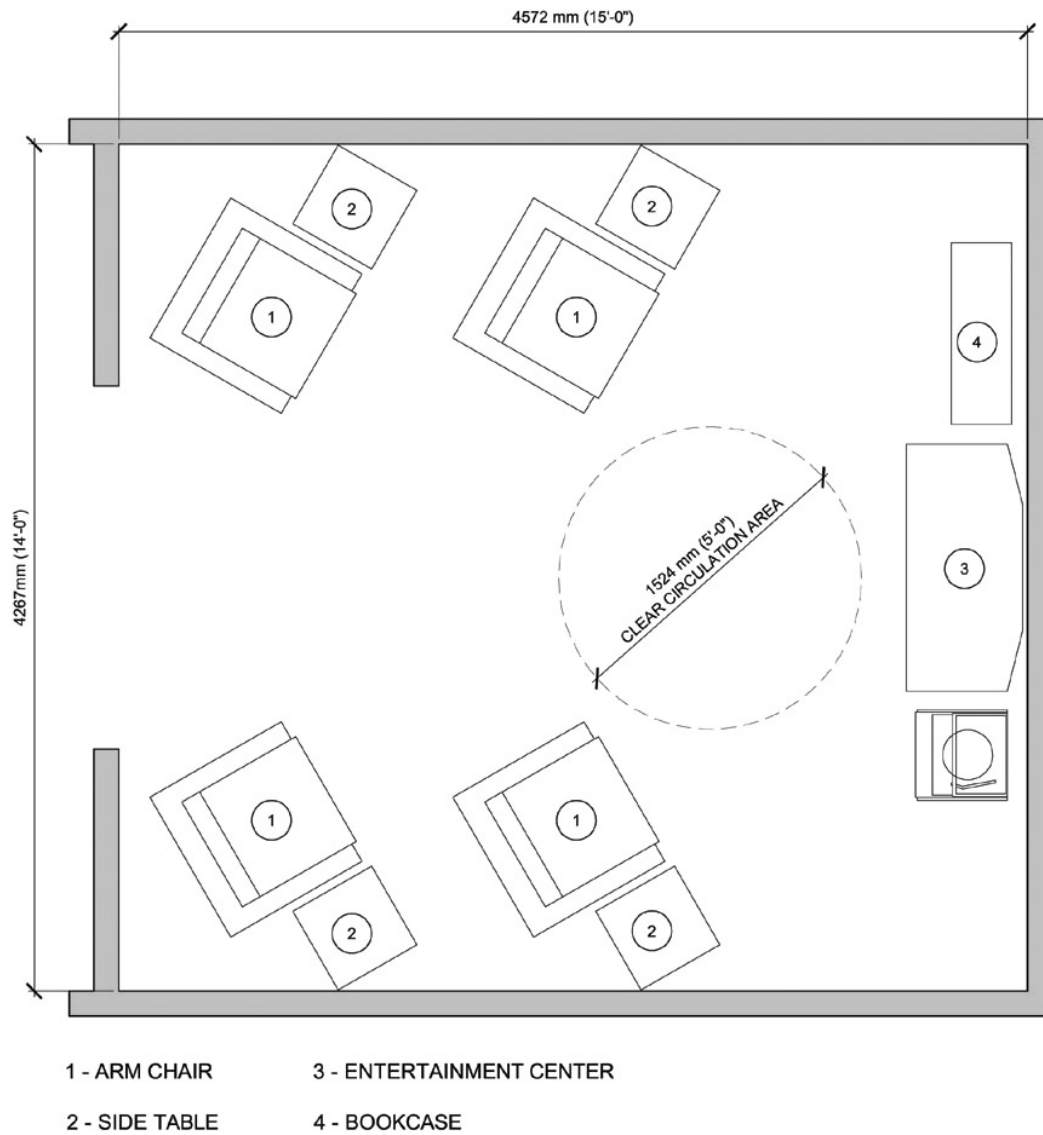 4572 mm (15'-0")
2
2
1
1
4
4267mm (14'-0")
1524 mm (5'-0")
CLEAR CIRCULATION AREA
3
1
1
2
2
1 - ARM CHAIR
3 - ENTERTAINMENT CENTER
2 - SIDE TABLE
4 - BOOKCASE